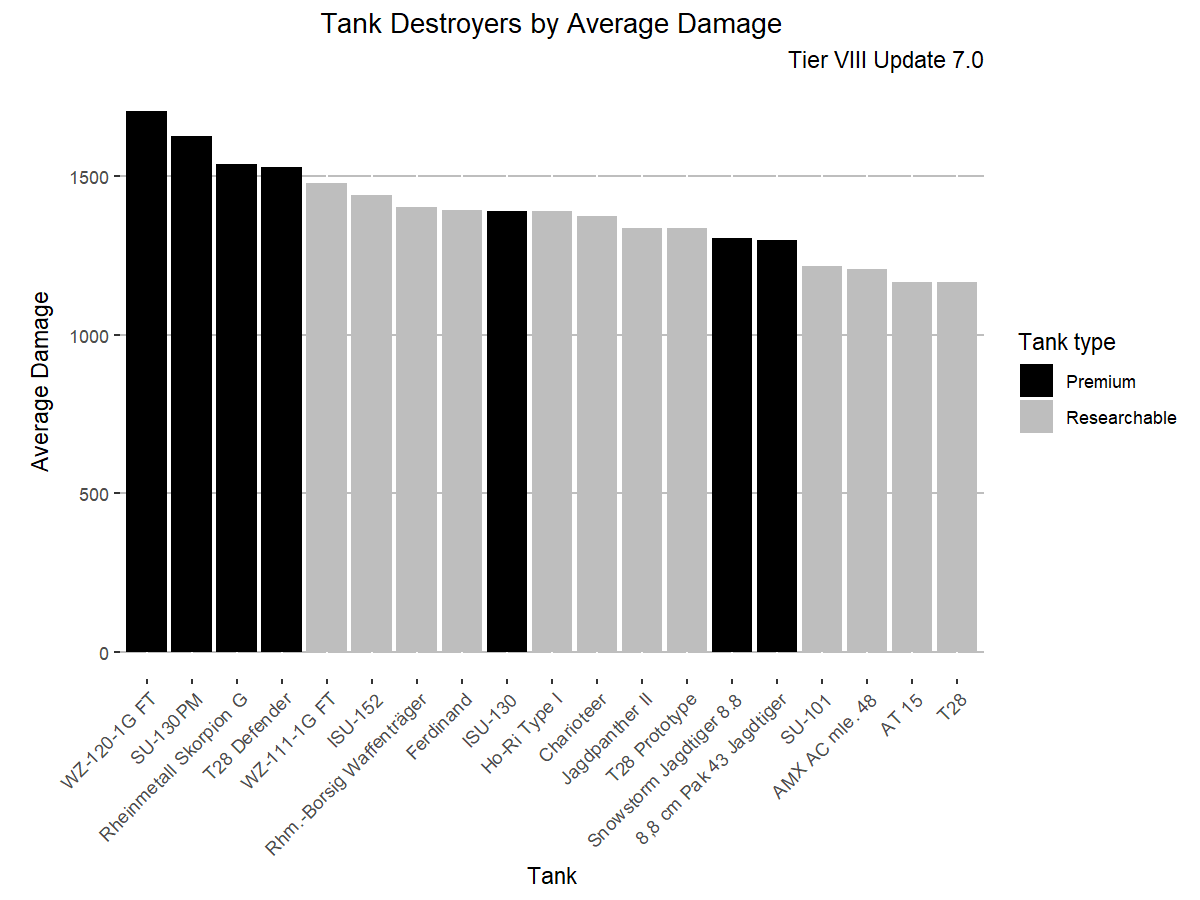 Tank Destroyers by Average Damage
Tier VIII Update 7.0
Average Damage
1500
1000
500
0
WZ-120-1G FT
SU-130PM
Rheinmetall Skorpion G
T28 Defender
WZ-111-1G FT
ISU-152
Rhm.-Borsig Waffenträger
Ferdinand
ISU-130
Ho-Ri Type I
Charioteer
Jagdpanther II
T28 Prototype
Snowstorm Jagdtiger 8.8
8,8 cm Pak 43 Jagdtiger
SU-101
AMX AC mle. 48
AT 15
T28
Tank
Tank type
Premium
Researchable